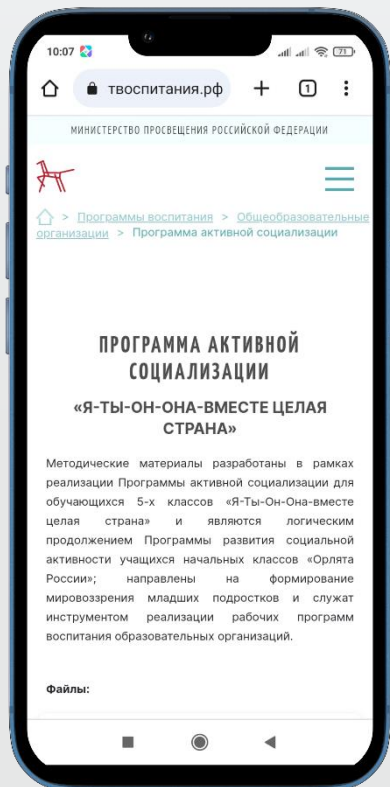 10:07
71
твоспитания.рф
1
МИНИСТЕРСТВО ПРОСВЕЩЕНИЯ РОССИЙСКОЙ ФЕДЕРАЦИИ
> Программы воспитания > Общеобразовательные
организации > Программа активной социализации
ПРОГРАММА АКТИВНОЙ
СОЦИАЛИЗАЦИИ
«Я-ТЫ-ОН-ОНА-ВМЕСТЕ ЦЕЛАЯ
СТРАНА»
Методические материалы разработаны в рамках
реализации Программы активной социализации для
обучающихся 5-х классов «Я-Ты-Он-Она-вместе
целая страна» и являются логическим
продолжением Программы развития социальной
активности учащихся начальных классов «Орлята
России»; направлены на формирование
мировоззрения младших подростков и служат
инструментом реализации рабочих программ
воспитания образовательных организаций.
Файлы: